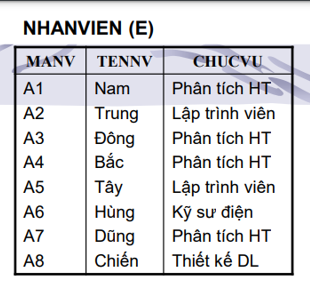 NHANVIEN (E)
MANV TENNV CHUCVU
A1 Nam Phân tích HT
A2 Trung Lập trình viên
A3 Đông Phân tích HT
A4 Bắc Phân tích HT
A5 Tây Lập trình viên
A6 Hùng Kỹ sư điện
A7 Dũng Phân tích HT
A8 Chiến Thiết kế DL